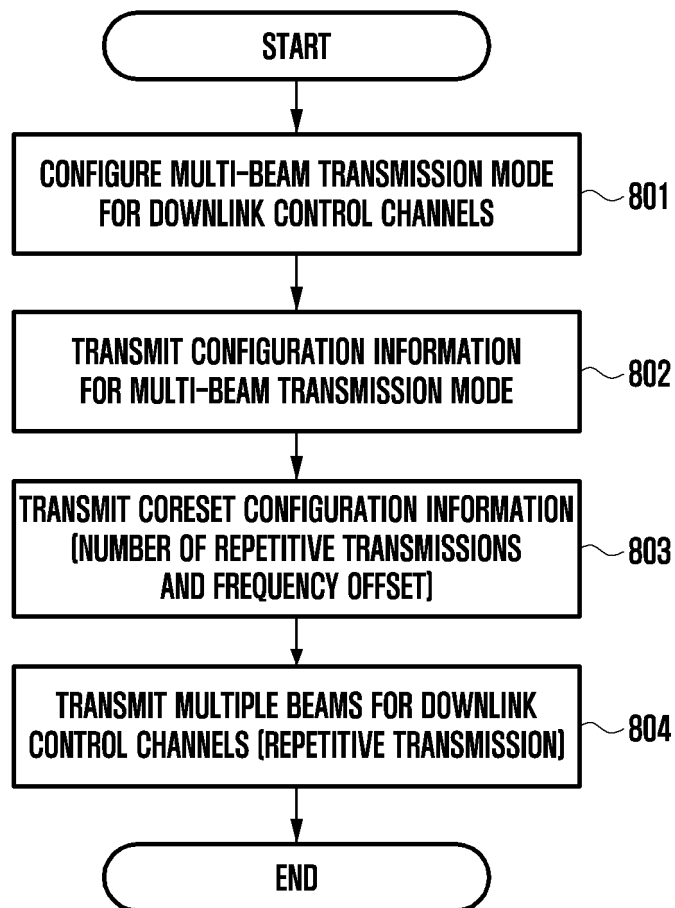 START
CONFIGURE MULTI-BEAM TRANSMISSION MODE
FOR DOWNLINK CONTROL CHANNELS
801
TRANSMIT CONFIGURATION INFORMATION
FOR MULTI-BEAM TRANSMISSION MODE
802
TRANSMIT CORESET CONFIGURATION INFORMATION
(NUMBER OF REPETITIVE TRANSMISSIONS
AND FREQUENCY OFFSET)
803
TRANSMIT MULTIPLE BEAMS FOR DOWNLINK
CONTROL CHANNELS (REPETITIVE TRANSMISSION)
804
END